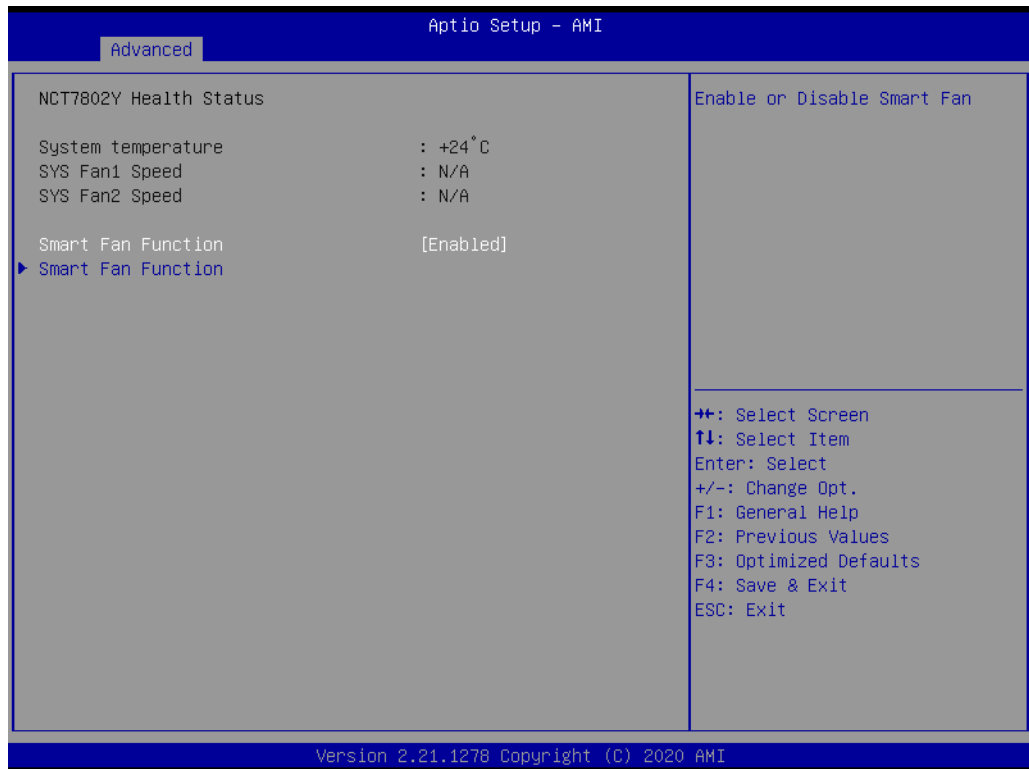 Aptio Setup – AMI
Advanced
NCT7802Y Health Status
System temperature : +24°C
SYS Fan1 Speed : N/A
SYS Fan2 Speed : N/A
Smart Fan Function [Enabled]
Smart Fan Function
Enable or Disable Smart Fan
→←: Select Screen
↑↓: Select Item
Enter: Select
+/-: Change Opt.
F1: General Help
F2: Previous Values
F3: Optimized Defaults
F4: Save & Exit
ESC: Exit
Version 2.21.1278 Copyright (C) 2020 AMI